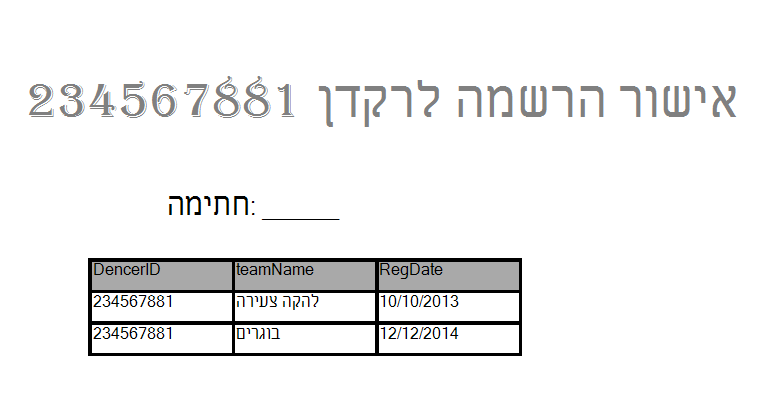 אישור הרשמה לרקדן 234567881
חתימה: ______
DencerID teamName RegDate
234567881 להקה צעירה 10/10/2013
234567881 בוגרים 12/12/2014